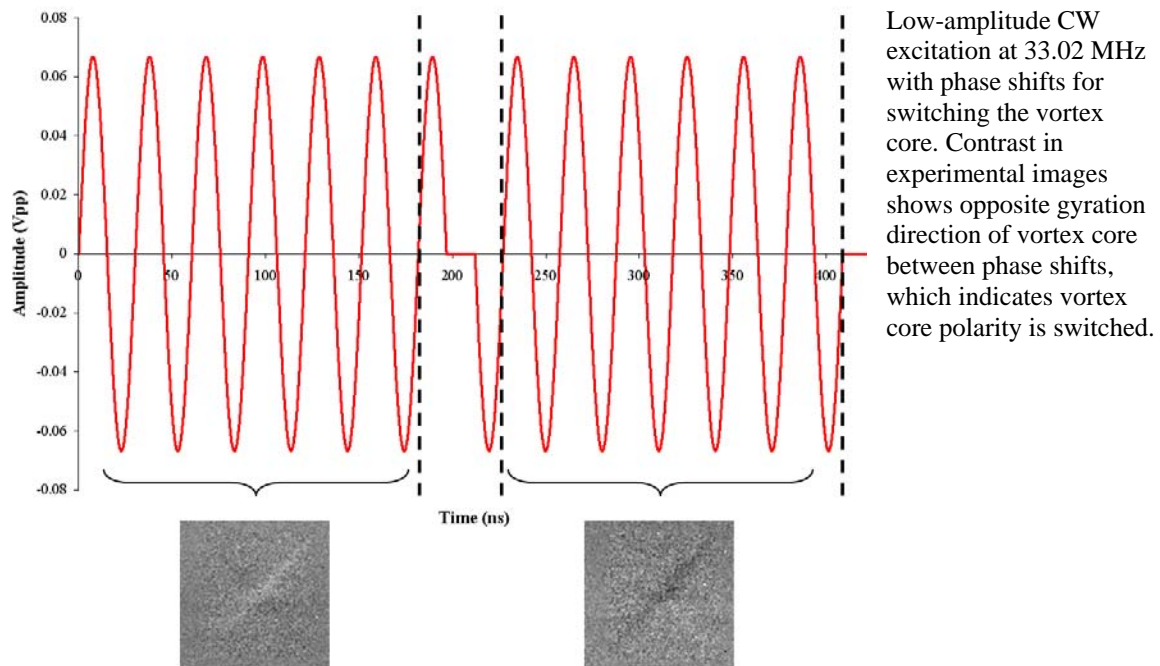 0.08
0.06
0.04
0.02
0
-0.02
-0.04
-0.06
-0.08
Amplitude (Vpp)
0 50 100 150 200 250 300 350 400
Time (ns)
Low-amplitude CW
excitation at 33.02 MHz
with phase shifts for
switching the vortex
core. Contrast in
experimental images
shows opposite gyration
direction of vortex core
between phase shifts,
which indicates vortex
core polarity is switched.